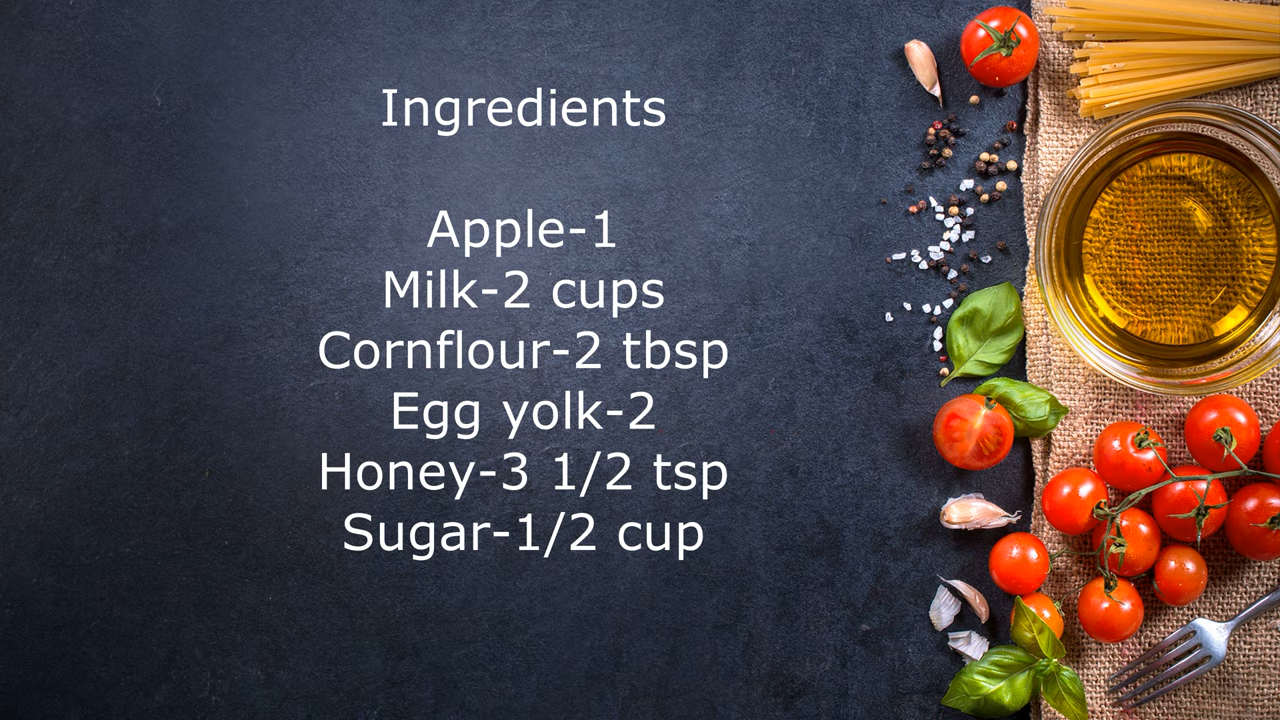 Ingredients
Apple-1
Milk-2 cups
Cornflour-2 tbsp
Egg yolk-2
Honey-3 1/2 tsp
Sugar-1/2 cup